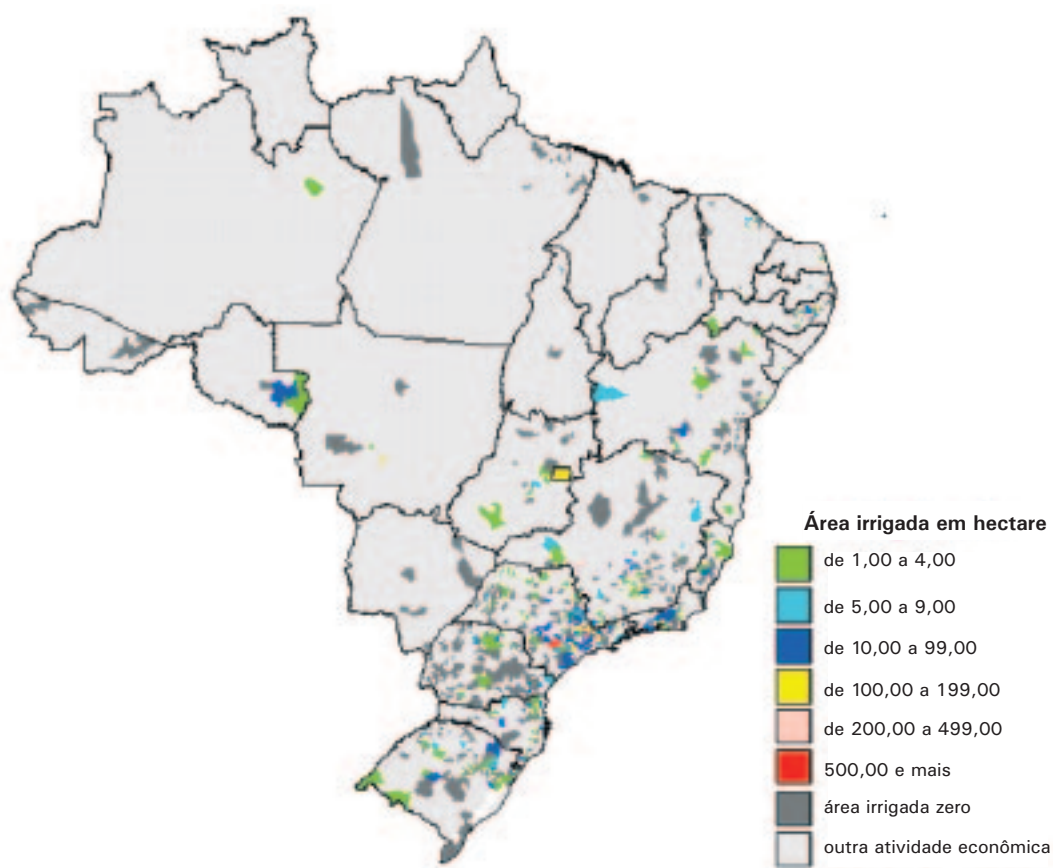 Área irrigada em hectare
de 1,00 a 4,00
de 5,00 a 9,00
de 10,00 a 99,00
de 100,00 a 199,00
de 200,00 a 499,00
500,00 e mais
área irrigada zero
outra atividade econômica